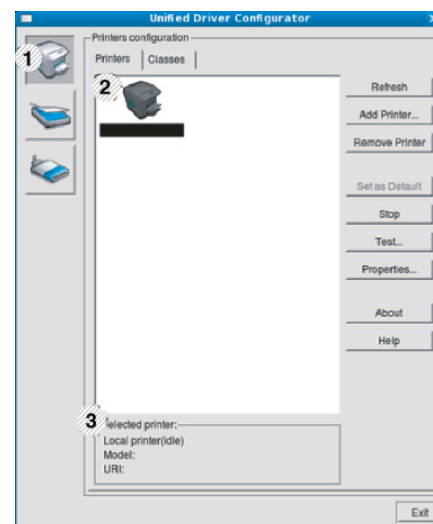 Unified Driver Configurator
1
Printers configuration
Printers
Classes
2
Refresh
Add Printer...
Remove Printer
Set as Default
Stop
Test...
Properties...
About
Help
3
elected printer:
Local printer(idle)
Model:
URI:
Exit